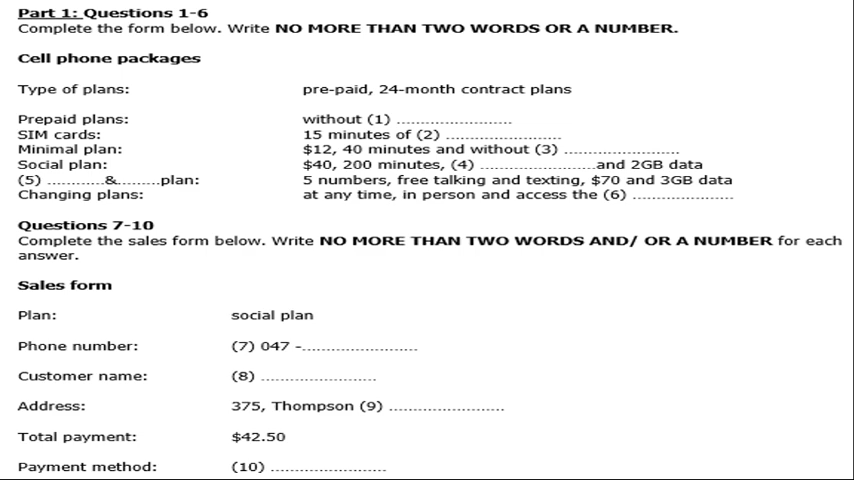 Part 1: Questions 1-6
Complete the form below. Write NO MORE THAN TWO WORDS OR A NUMBER.
Cell phone packages
Type of plans: pre-paid, 24-month contract plans
Prepaid plans: without (1) ........................
SIM cards: 15 minutes of (2) ........................
Minimal plan: $12, 40 minutes and without (3) ........................
Social plan: $40, 200 minutes, (4) ........................and 2GB data
(5) ............&.........plan: 5 numbers, free talking and texting, $70 and 3GB data
Changing plans: at any time, in person and access the (6) .....................
Questions 7-10
Complete the sales form below. Write NO MORE THAN TWO WORDS AND/ OR A NUMBER for each
answer.
Sales form
Plan: social plan
Phone number: (7) 047 -........................
Customer name: (8) ........................
Address: 375, Thompson (9) ........................
Total payment: $42.50
Payment method: (10) ........................